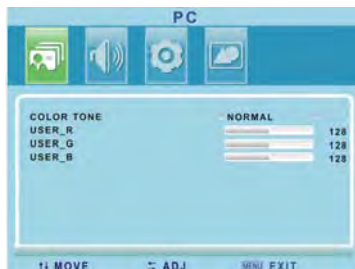 PC
COLOR TONE NORMAL
USER_R 128
USER_G 128
USER_B 128
↑↓ MOVE ⇆ ADJ MENU EXIT